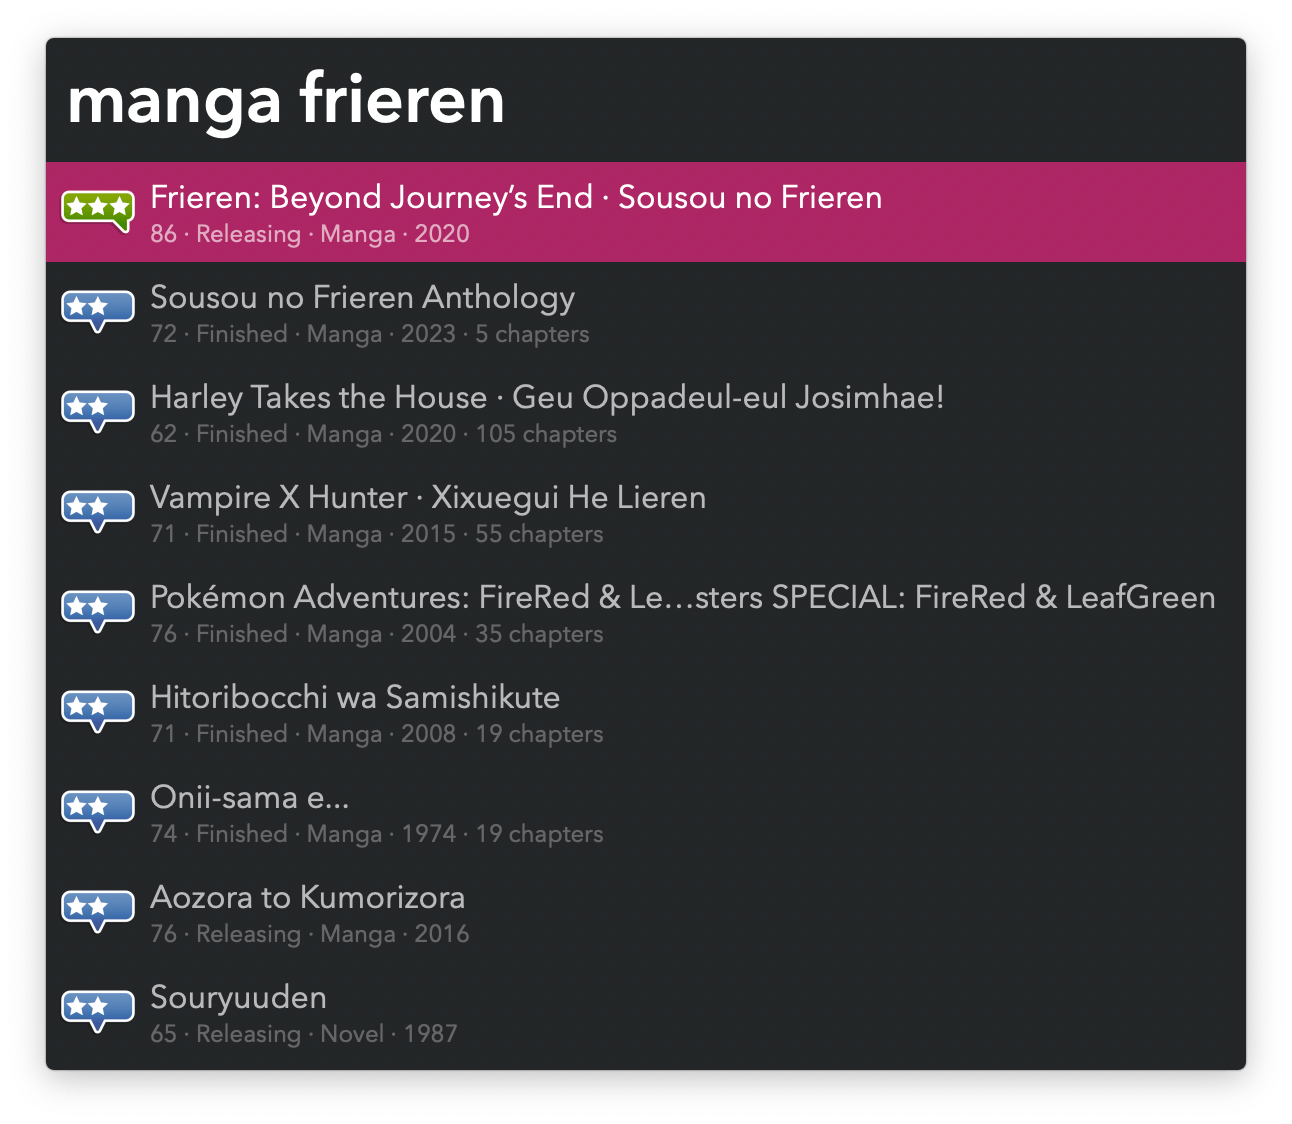 manga frieren
Frieren: Beyond Journey’s End · Sousou no Frieren
86 · Releasing · Manga · 2020
Sousou no Frieren Anthology
72 · Finished · Manga · 2023 · 5 chapters
Harley Takes the House · Geu Oppadeul-eul Josimhae!
62 · Finished · Manga · 2020 · 105 chapters
Vampire X Hunter · Xixuegui He Lieren
71 · Finished · Manga · 2015 · 55 chapters
Pokémon Adventures: FireRed & Le…sters SPECIAL: FireRed & LeafGreen
76 · Finished · Manga · 2004 · 35 chapters
Hitoribocchi wa Samishikute
71 · Finished · Manga · 2008 · 19 chapters
Onii-sama e...
74 · Finished · Manga · 1974 · 19 chapters
Aozora to Kumorizora
76 · Releasing · Manga · 2016
Souryuuden
65 · Releasing · Novel · 1987